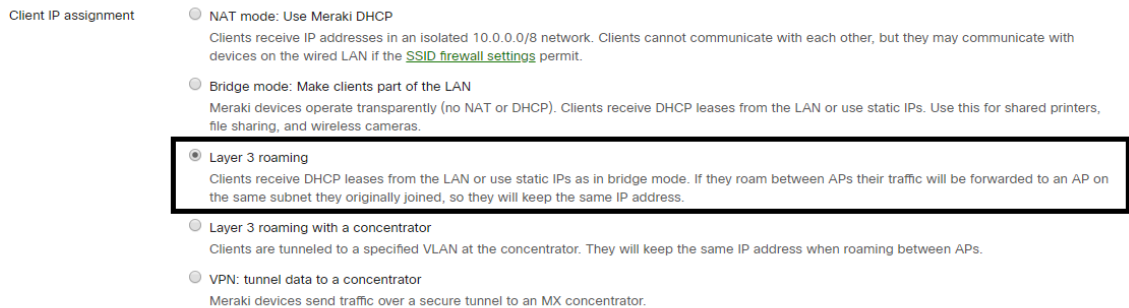 Client IP assignment
NAT mode: Use Meraki DHCP
Clients receive IP addresses in an isolated 10.0.0.0/8 network. Clients cannot communicate with each other, but they may communicate with
devices on the wired LAN if the SSID firewall settings permit.
Bridge mode: Make clients part of the LAN
Meraki devices operate transparently (no NAT or DHCP). Clients receive DHCP leases from the LAN or use static IPs. Use this for shared printers,
file sharing, and wireless cameras.
Layer 3 roaming
Clients receive DHCP leases from the LAN or use static IPs as in bridge mode. If they roam between APs their traffic will be forwarded to an AP on
the same subnet they originally joined, so they will keep the same IP address.
Layer 3 roaming with a concentrator
Clients are tunneled to a specified VLAN at the concentrator. They will keep the same IP address when roaming between APs.
VPN: tunnel data to a concentrator
Meraki devices send traffic over a secure tunnel to an MX concentrator.